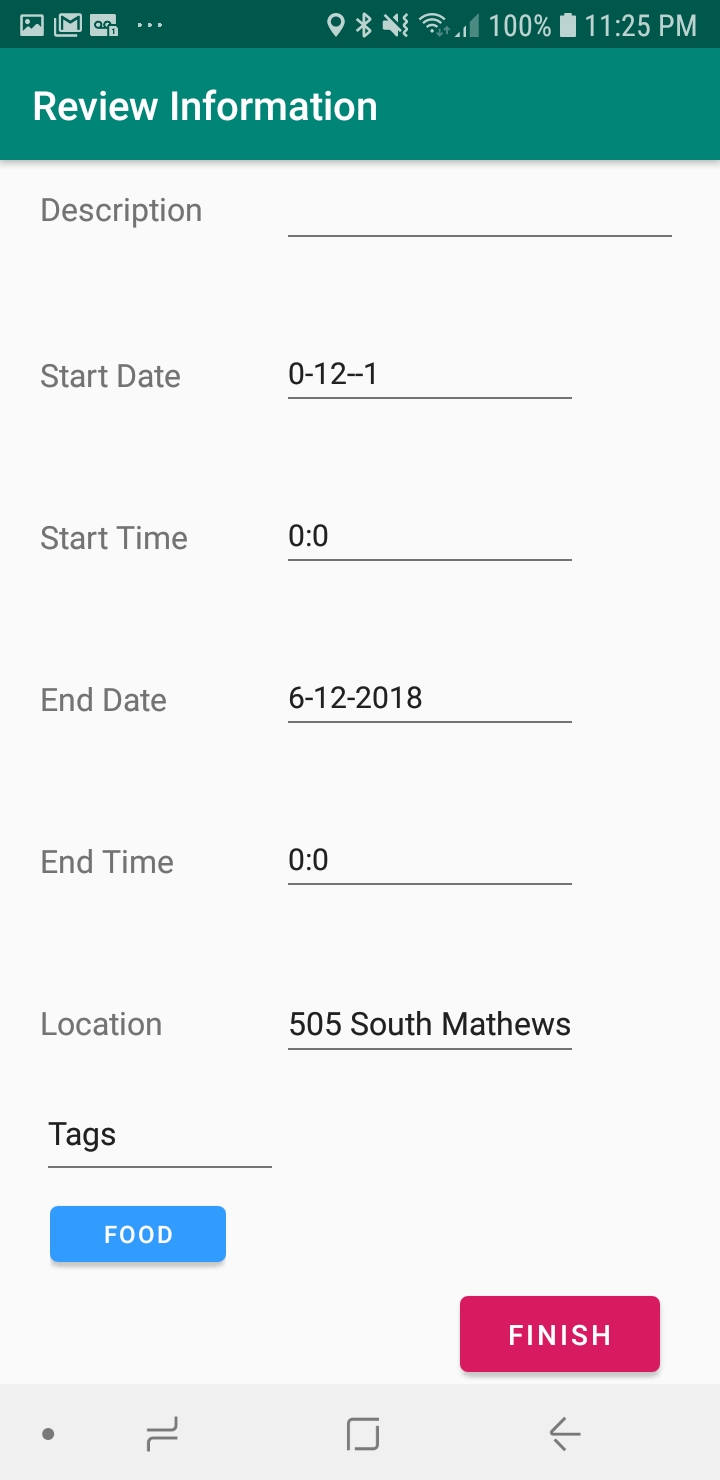 100% 11:25 PM
Review Information
Description
Start Date 0-12--1
Start Time 0:0
End Date 6-12-2018
End Time 0:0
Location 505 South Mathews
Tags
FOOD
FINISH